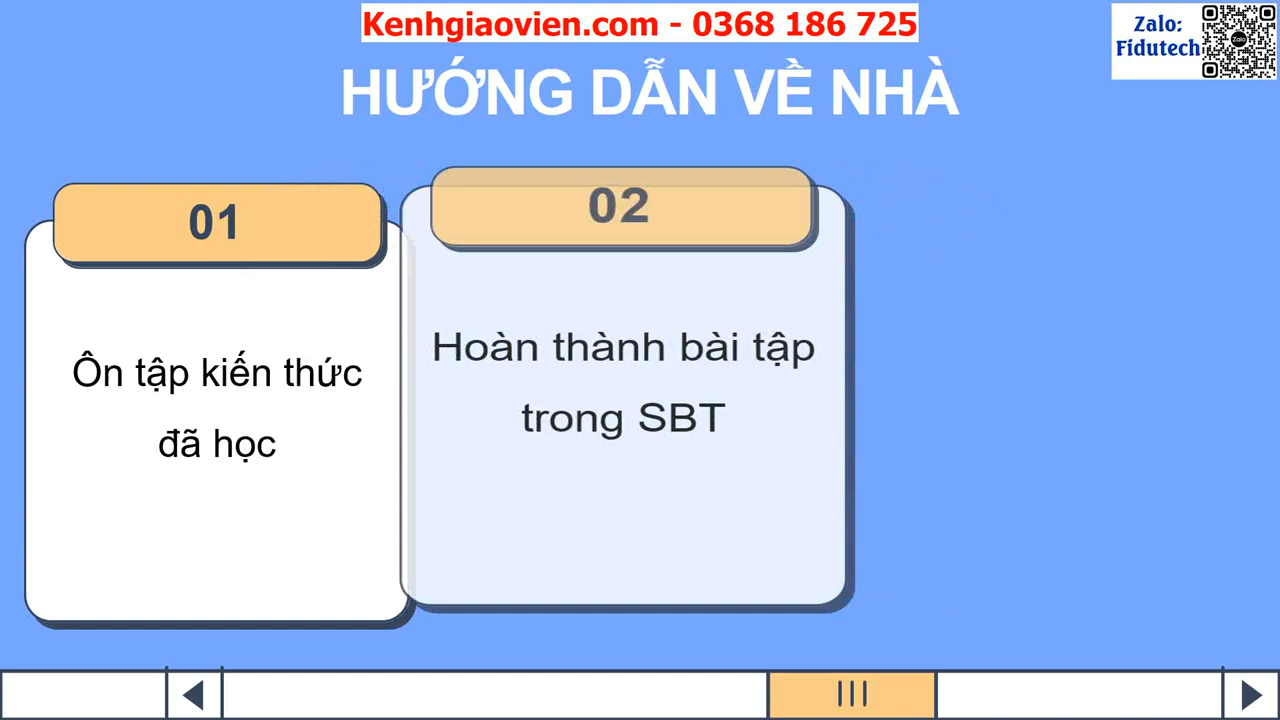 Kenhgiaovien.com - 0368 186 725
Zalo:
Fidutech
Zalo
HƯỚNG DẪN VỀ NHÀ
01
Ôn tập kiến thức
đã học
02
Hoàn thành bài tập
trong SBT